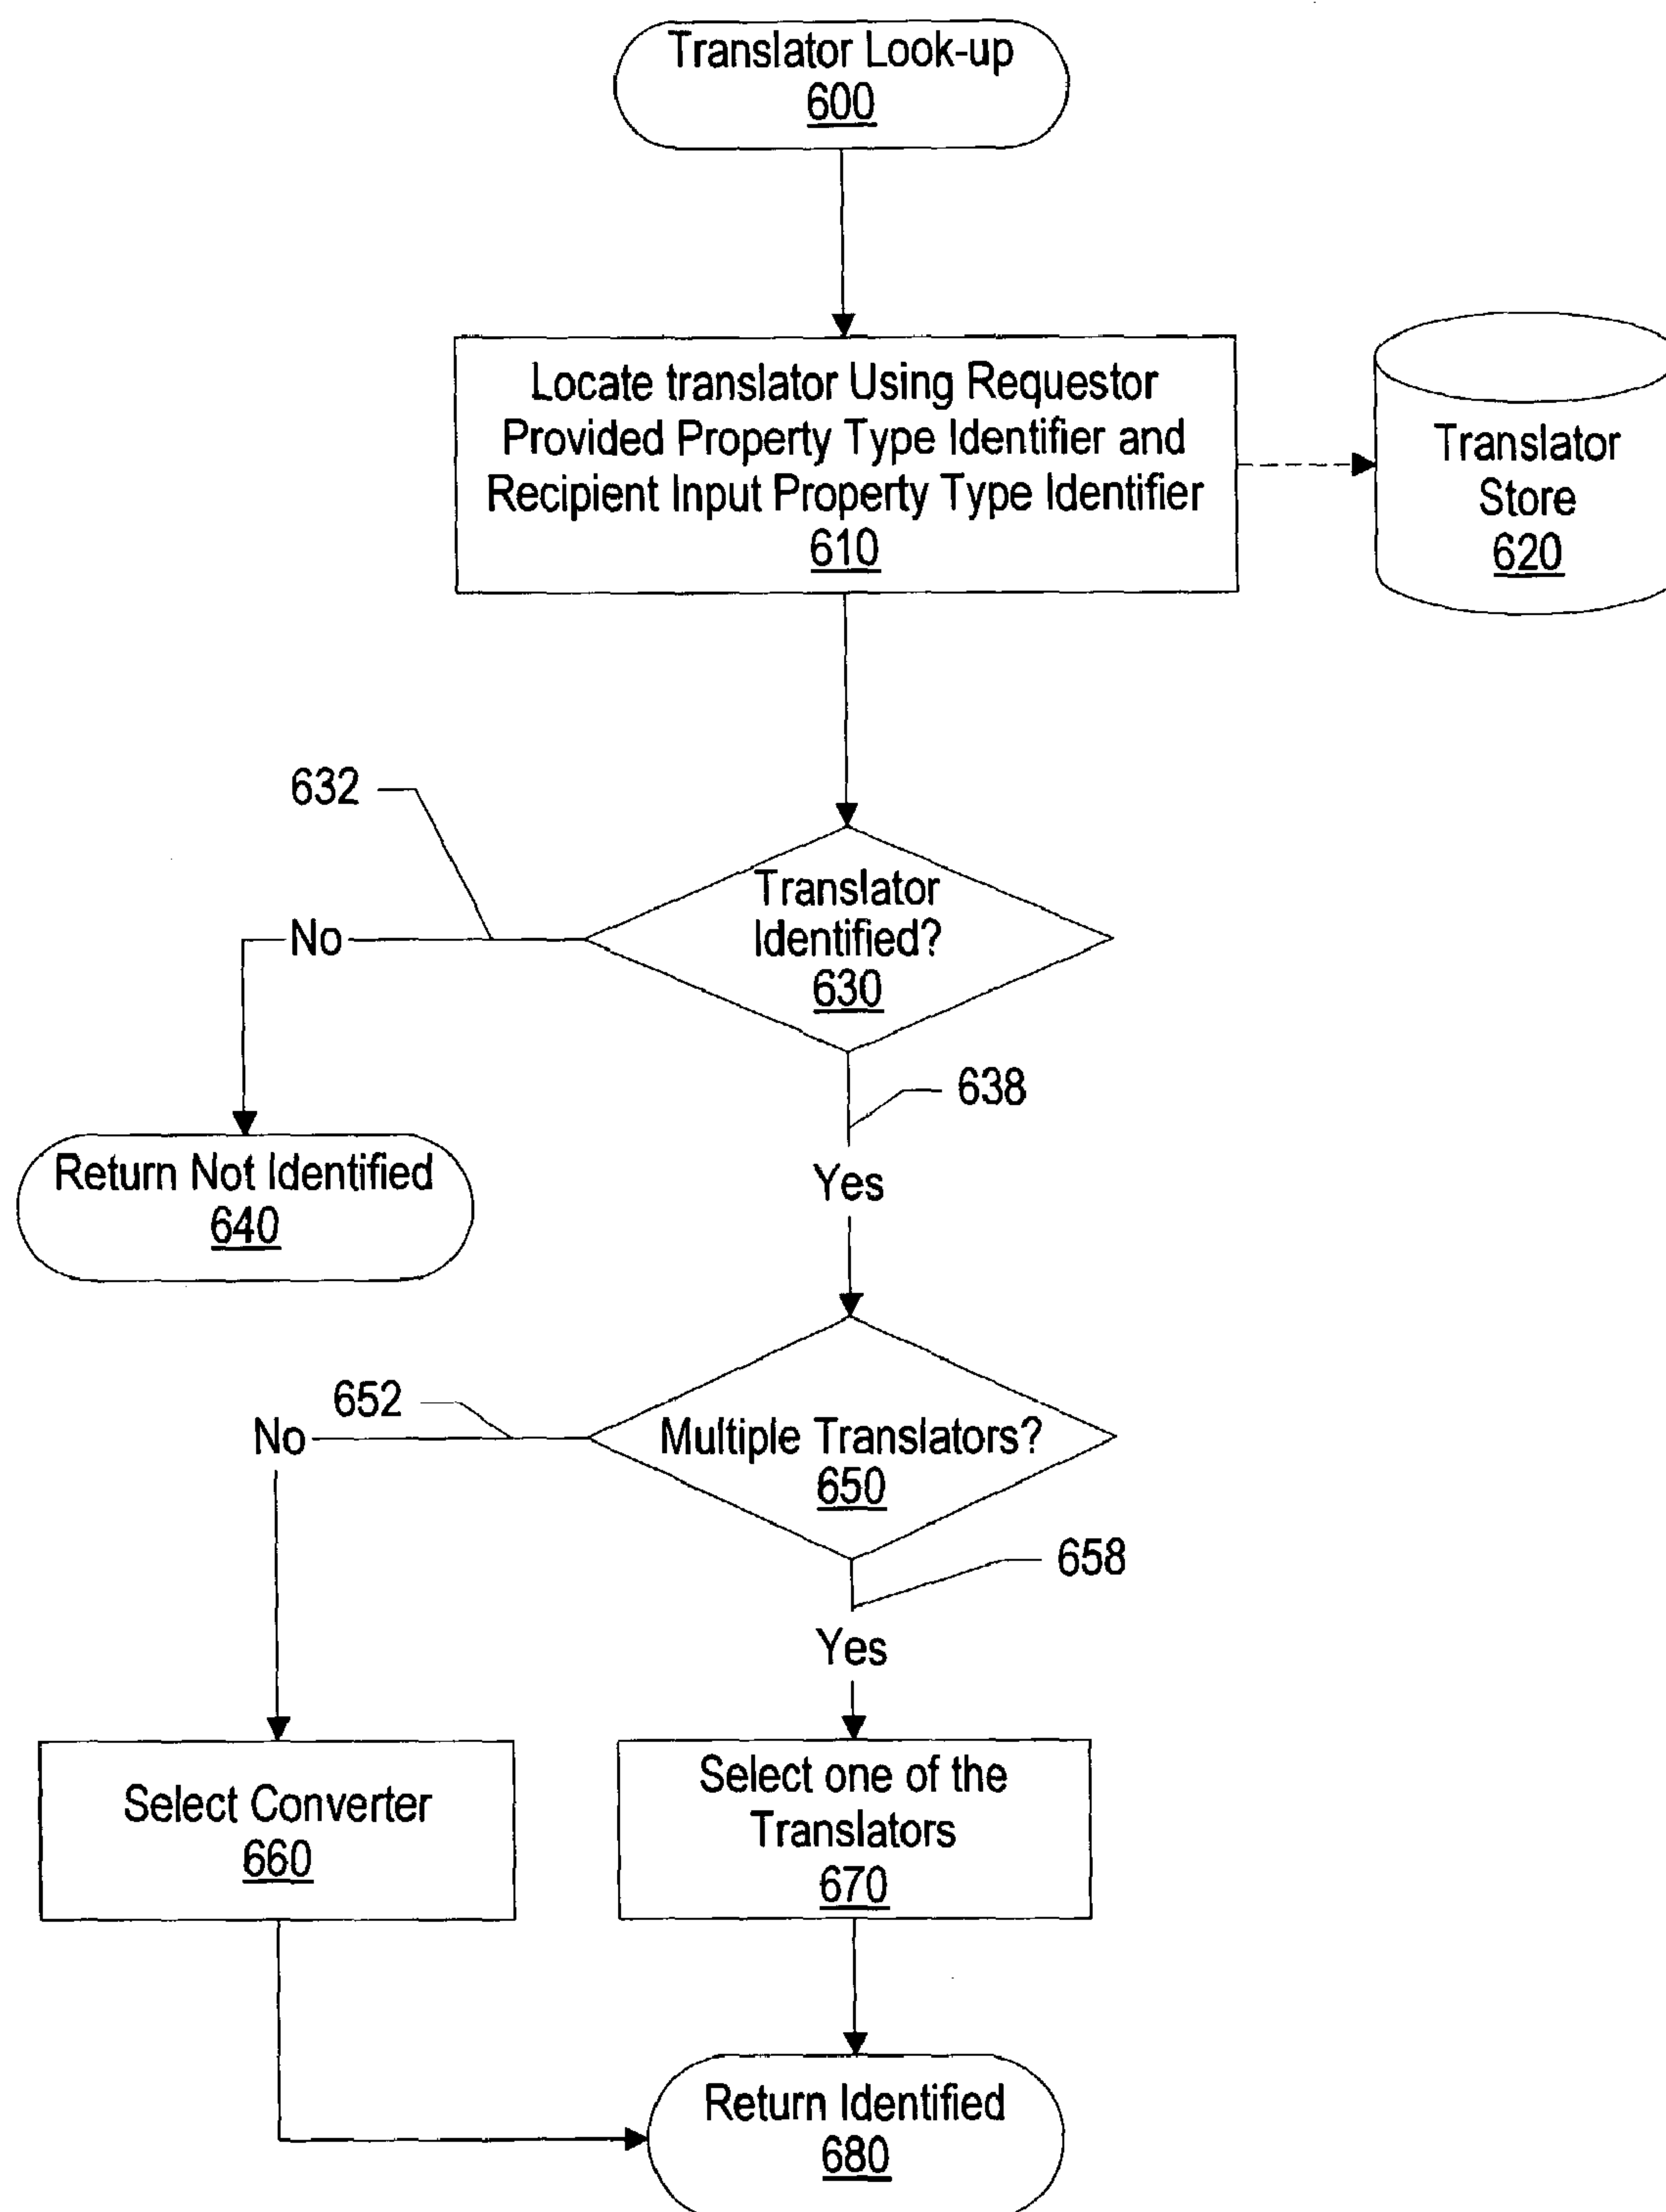 Translator Look-up
600
Locate translator Using Requestor
Provided Property Type Identifier and
Recipient Input Property Type Identifier
610
Translator
Store
620
632
Translator
Identified?
630
No
638
Return Not Identified
640
Yes
652
No
Multiple Translators?
650
658
Yes
Select Converter
660
Select one of the
Translators
670
Return Identified
680